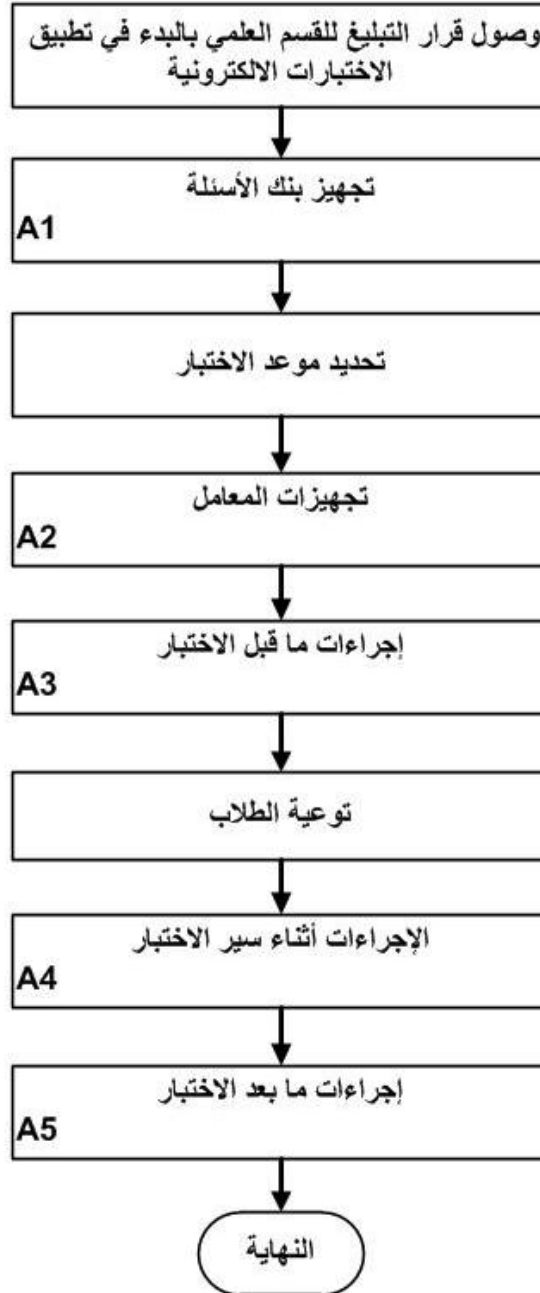 وصول قرار التبليغ للقسم العلمي بالبدء في تطبيق
الاختبارات الالكترونية
تجهيز بنك الأسئلة
A1
تحديد موعد الاختبار
تجهيزات المعامل
A2
إجراءات ما قبل الاختبار
A3
توعية الطلاب
الإجراءات أثناء سير الاختبار
A4
إجراءات ما بعد الاختبار
A5
النهاية